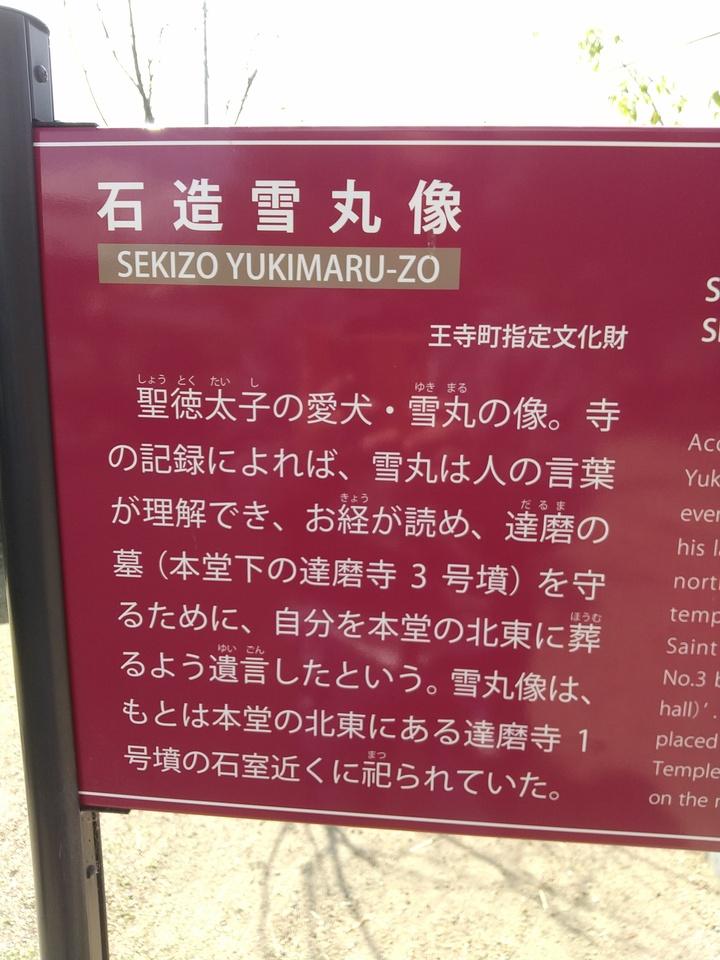 石造雪丸像
SEKIZO YUKIMARU-ZO
王寺町指定文化財
しょう とく たい し ゆき まる
聖徳太子の愛犬・雪丸の像。寺
の記録によれば、雪丸は人の言葉
きょう だるま
が理解でき、お経が読め、達磨の
墓（本堂下の達磨寺 3 号墳）を守
ほうむ
るために、自分を本堂の北東に葬
ゆい ごん
るよう遺言したという。雪丸像は、
もとは本堂の北東にある達磨寺 1
まつ
号墳の石室近くに祀られていた。
Yuk
even
his
north
temp
Saint
No.3
hall)'.
placed
Temple
on the